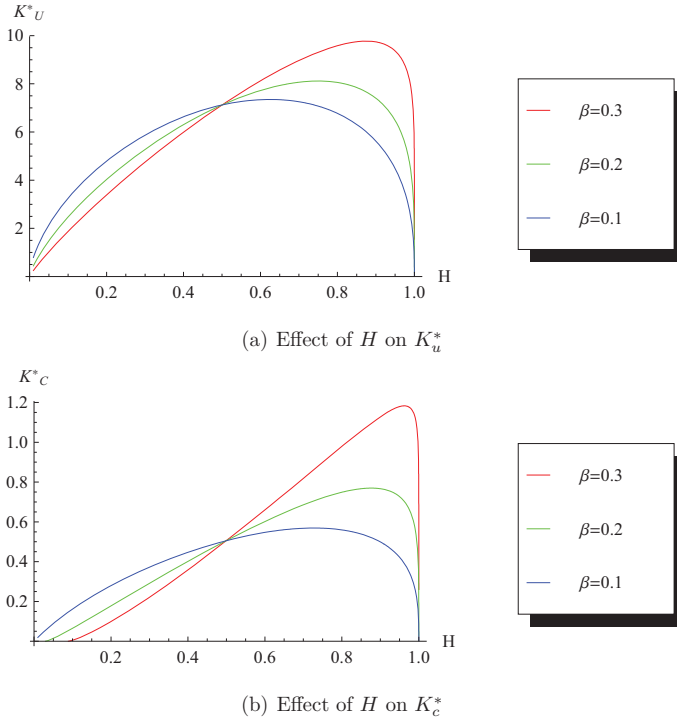 K*U
10
8
6
4
2
0.2 0.4 0.6 0.8 1.0 H
β=0.3
β=0.2
β=0.1
(a) Effect of H on K*u
K*C
1.2
1.0
0.8
0.6
0.4
0.2
0.2 0.4 0.6 0.8 1.0 H
β=0.3
β=0.2
β=0.1
(b) Effect of H on K*c